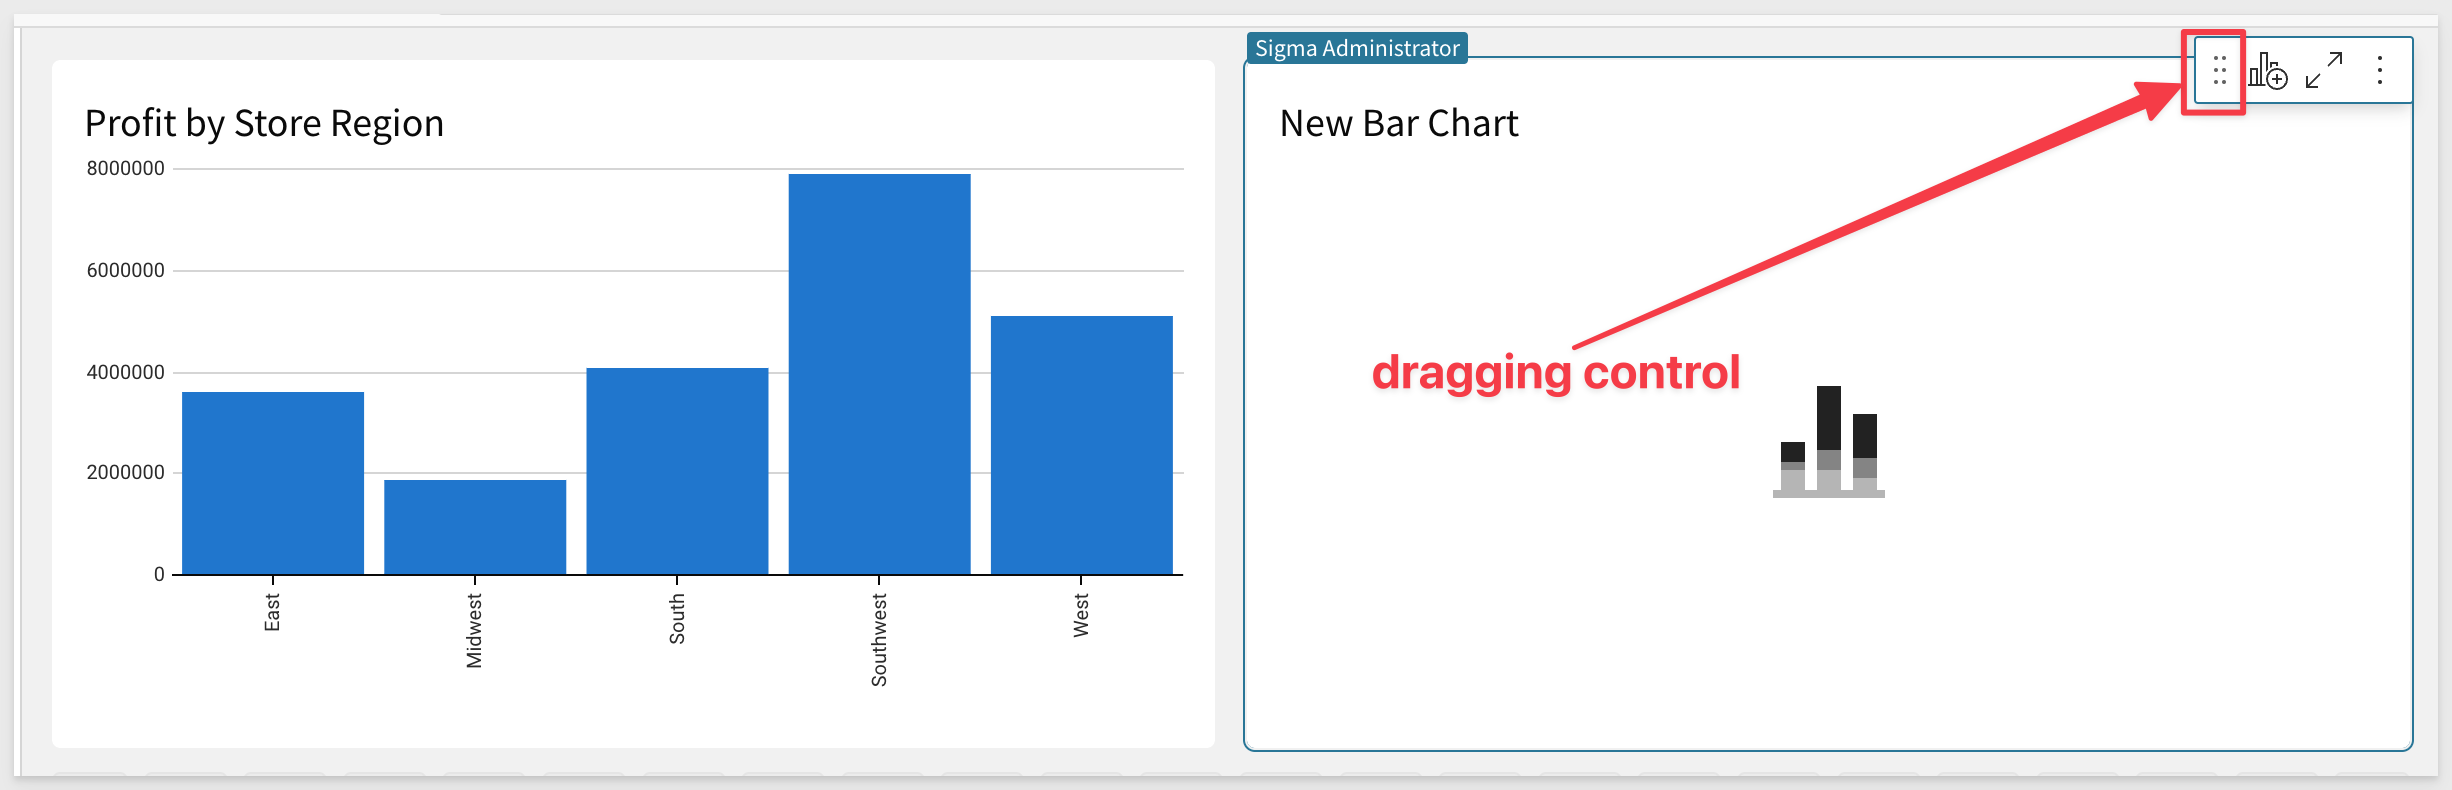 Sigma Administrator
Profit by Store Region
New Bar Chart
8000000
6000000
4000000
2000000
0
East
Midwest
South
Southwest
West
dragging control